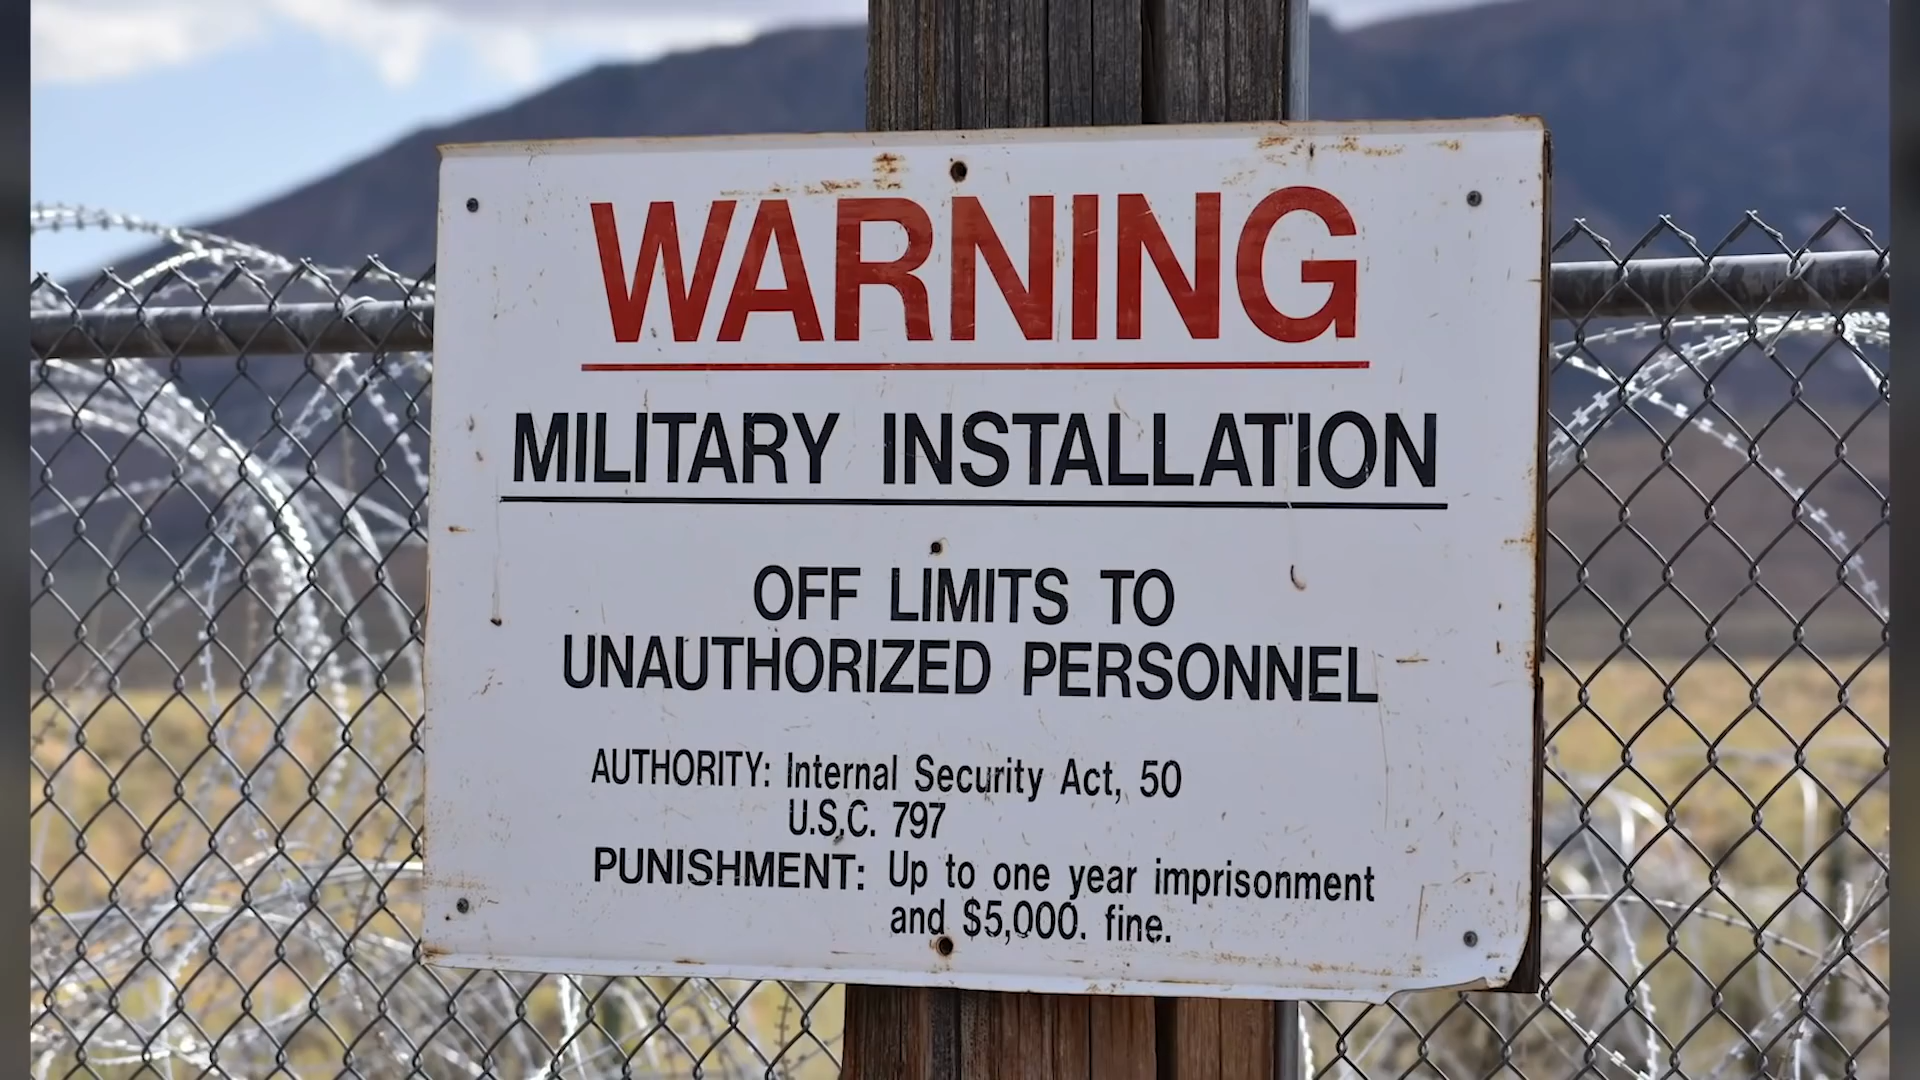 WARNING
MILITARY INSTALLATION
OFF LIMITS TO
UNAUTHORIZED PERSONNEL
AUTHORITY: Internal Security Act, 50
U.S.C. 797
PUNISHMENT: Up to one year imprisonment
and $5,000. fine.